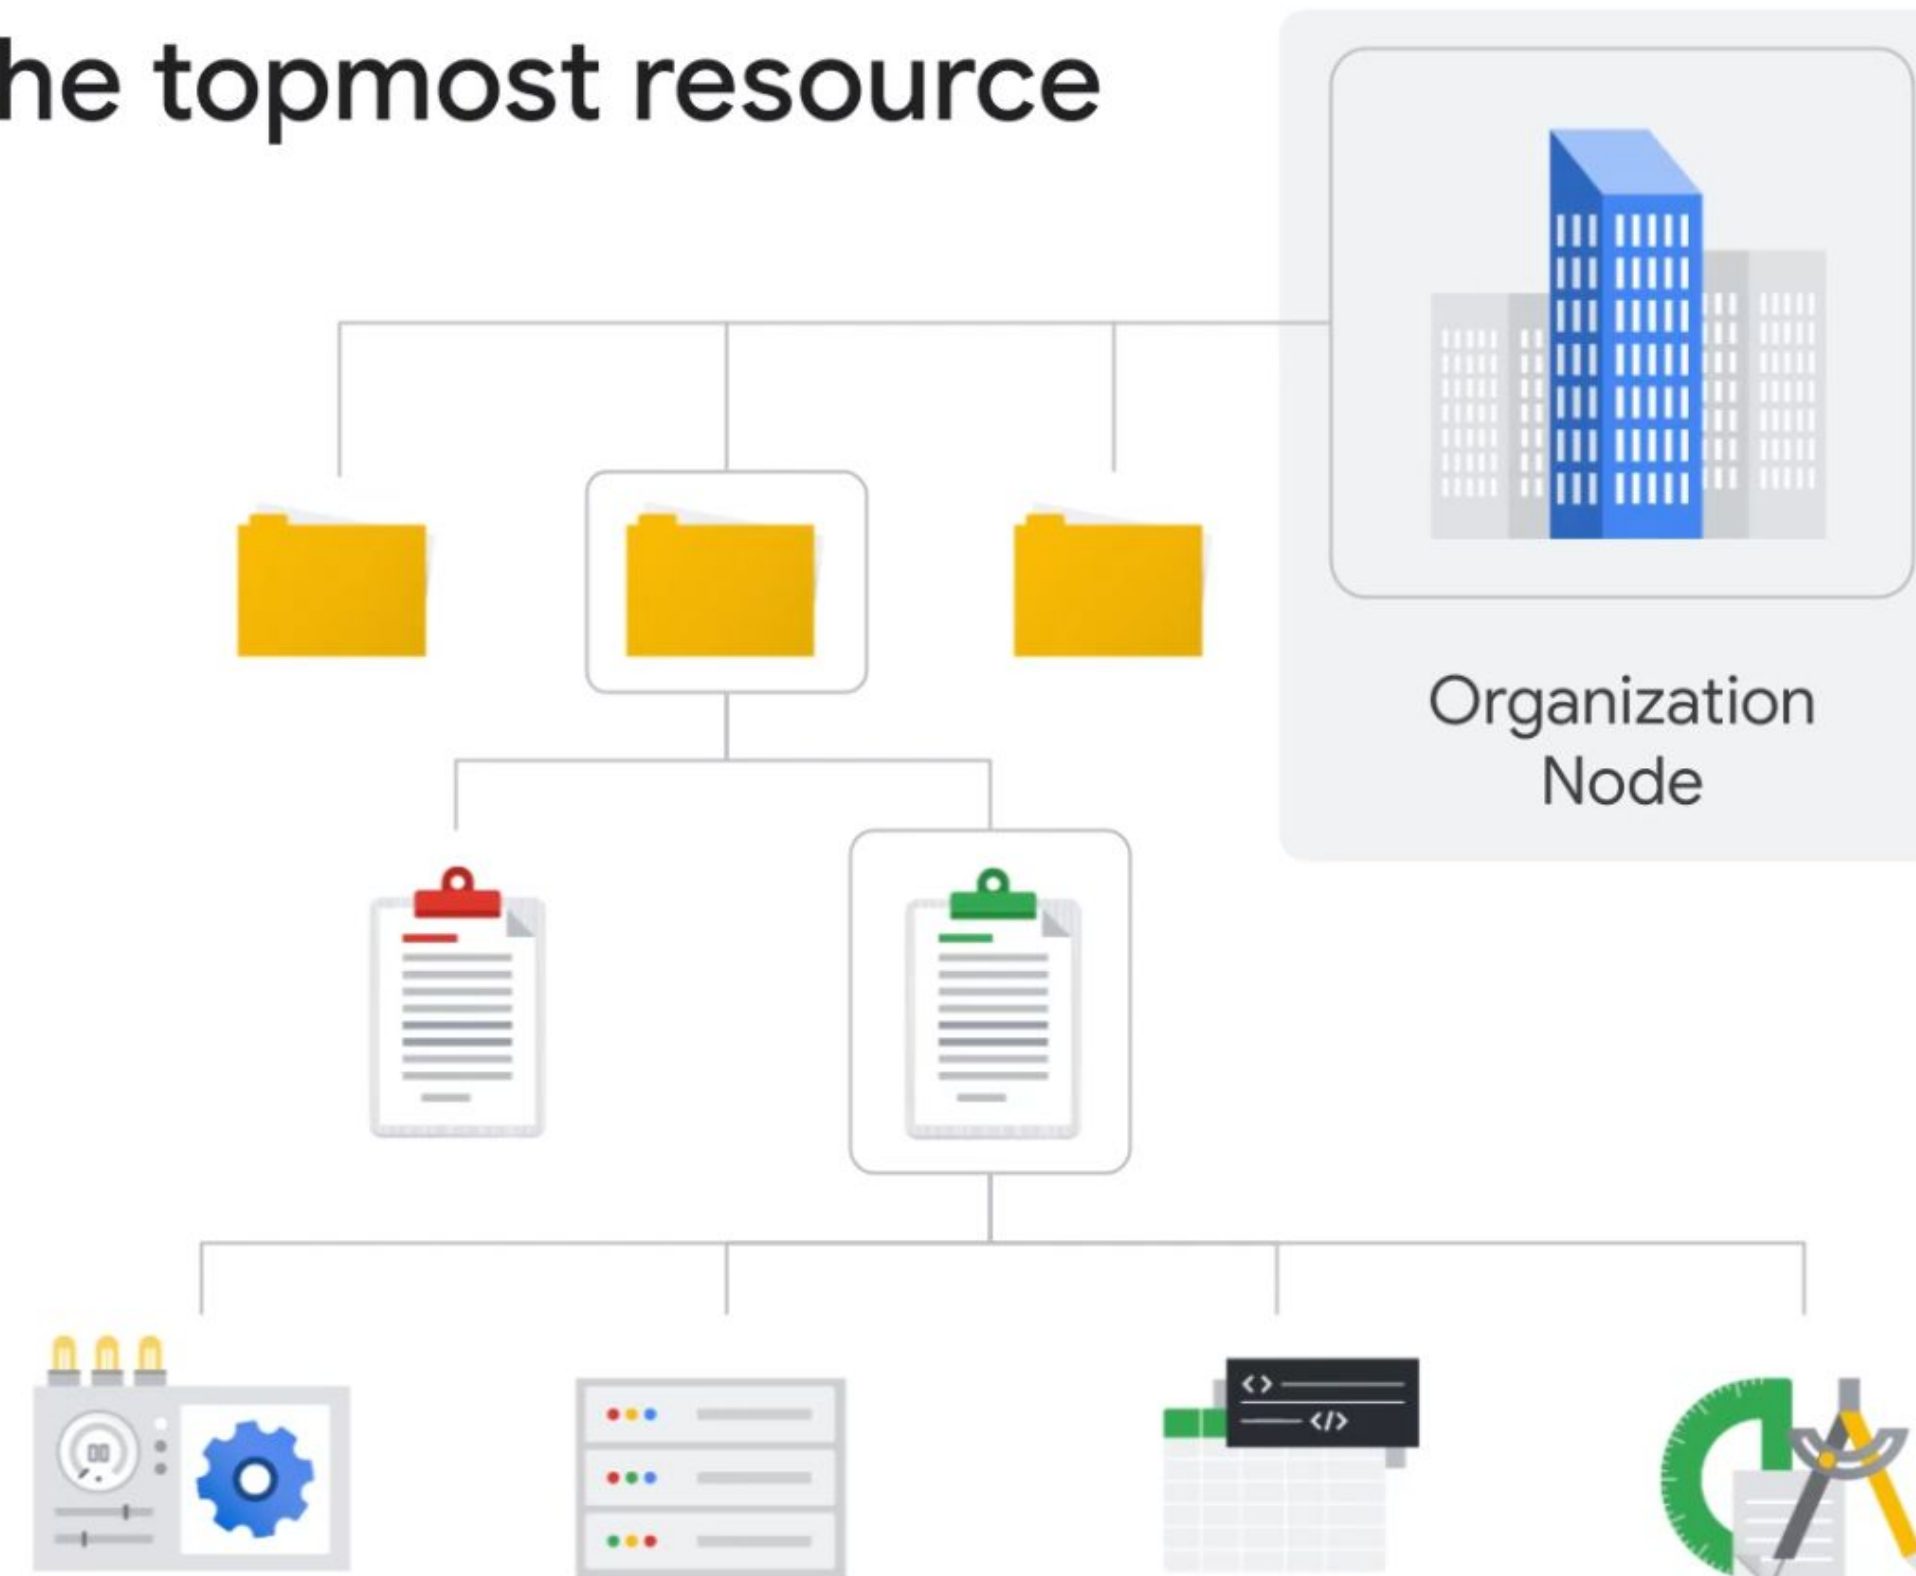 he topmost resource
Organization
Node
<>
</>